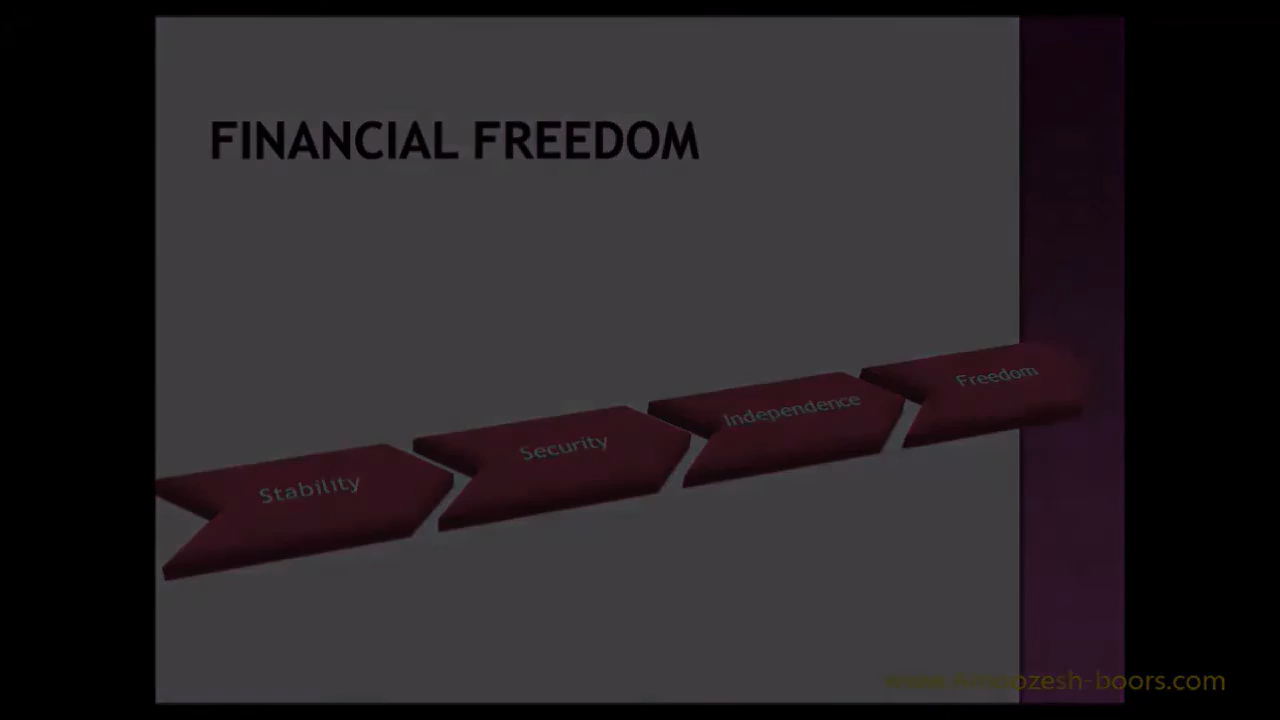 FINANCIAL FREEDOM
Stability
Security
Independence
Freedom